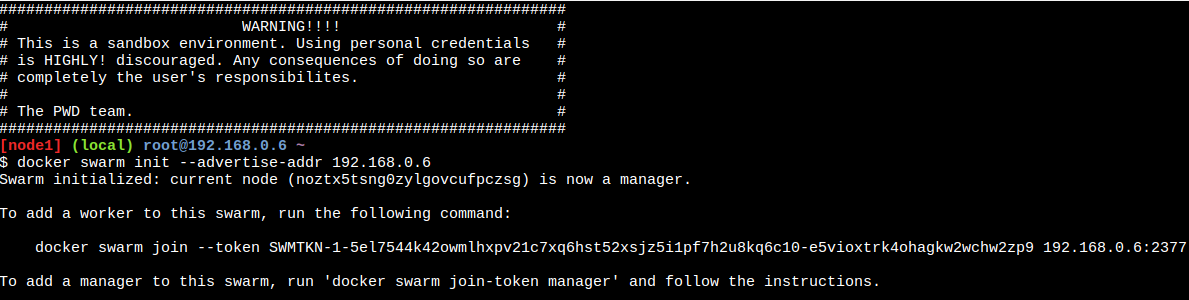 ###############################################################
# WARNING!!!! #
# This is a sandbox environment. Using personal credentials #
# is HIGHLY! discouraged. Any consequences of doing so are #
# completely the user's responsibilites. #
# #
# The PWD team. #
###############################################################
[node1] (local) root@192.168.0.6 ~
$ docker swarm init --advertise-addr 192.168.0.6
Swarm initialized: current node (noztx5tsng0zylgovcufpczsg) is now a manager.
To add a worker to this swarm, run the following command:
docker swarm join --token SWMTKN-1-5el7544k42owmlhxpv21c7xq6hst52xsjz5i1pf7h2u8kq6c10-e5vioxtrk4ohagkw2wchw2zp9 192.168.0.6:2377
To add a manager to this swarm, run 'docker swarm join-token manager' and follow the instructions.